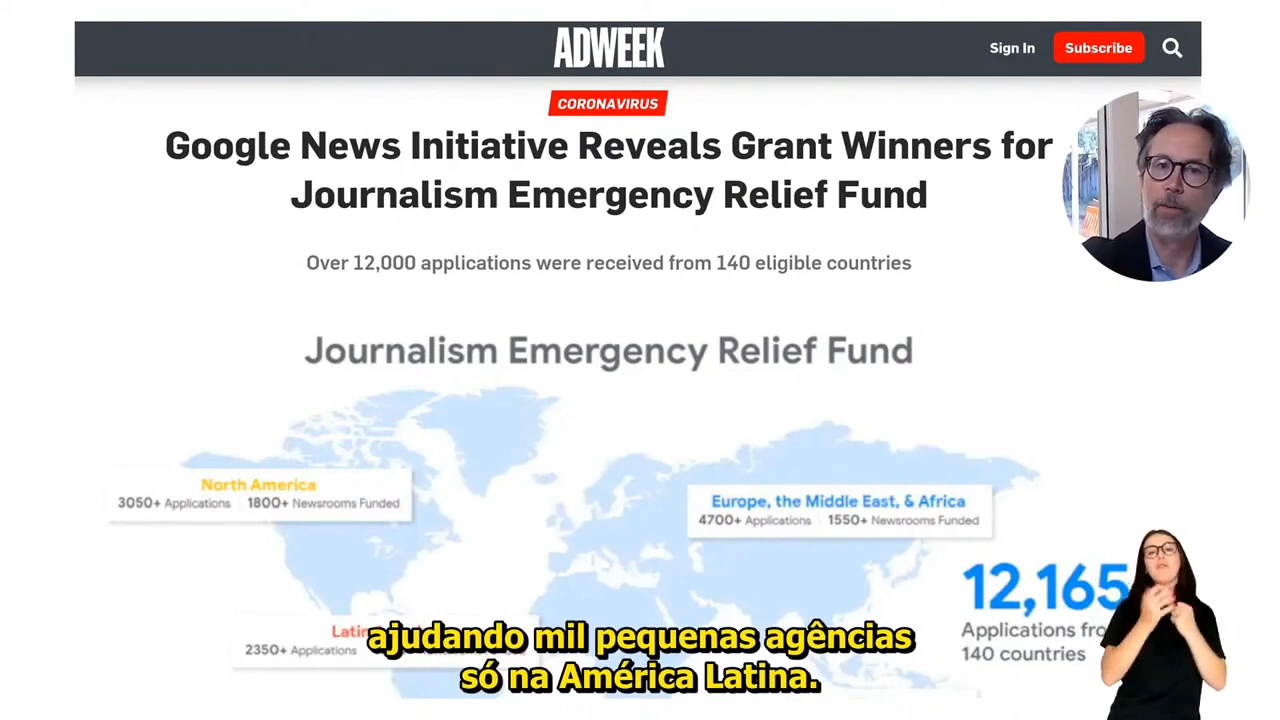 ADWEEK
Sign In
Subscribe
CORONAVIRUS
Google News Initiative Reveals Grant Winners for
Journalism Emergency Relief Fund
Over 12,000 applications were received from 140 eligible countries
Journalism Emergency Relief Fund
North America
3050+ Applications 1800+ Newsrooms Funded
Europe, the Middle East, & Africa
4700+ Applications 1550+ Newsrooms Funded
12,165
Applications
140 countries
2350+ Applications
ajudando mil pequenas agências
só na América Latina.